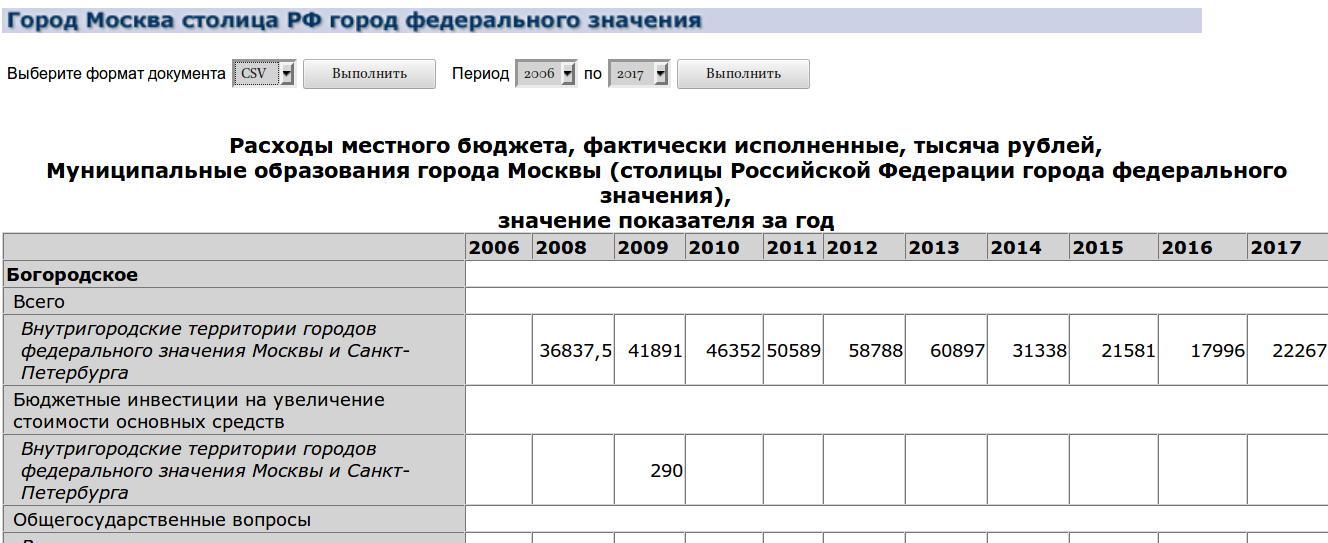 Город Москва столица РФ город федерального значения
Выберите формат документа CSV Выполнить Период 2006 по 2017 Выполнить
Расходы местного бюджета, фактически исполненные, тысяча рублей,
Муниципальные образования города Москвы (столицы Российской Федерации города федерального
значения),
значение показателя за год
2006 2008 2009 2010 2011 2012 2013 2014 2015 2016 2017
Богородское
Всего
Внутригородские территории городов
федерального значения Москвы и Санкт-
Петербурга
36837,5 41891 46352 50589 58788 60897 31338 21581 17996 22267
Бюджетные инвестиции на увеличение
стоимости основных средств
Внутригородские территории городов
федерального значения Москвы и Санкт-
Петербурга
290
Общегосударственные вопросы